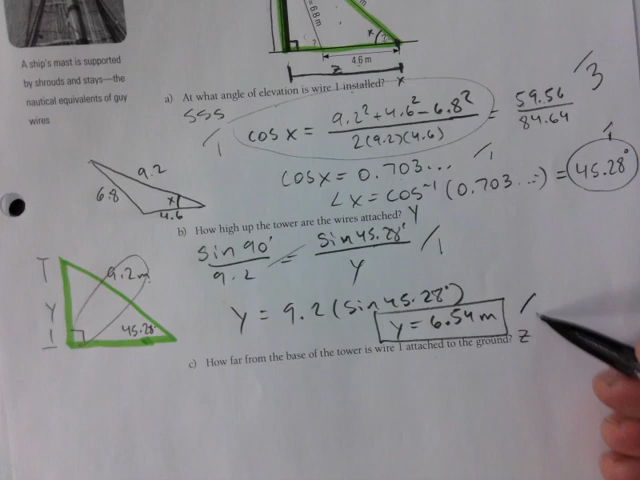 6.8m
x
?
4.6 m
z
x
A ship's mast is supported
by shrouds and stays—the
nautical equivalents of guy
wires
a) At what angle of elevation is wire 1 installed?
SSS
/3
cos x = 9.2² + 4.6² - 6.8² / 2(9.2)(4.6) = 59.56 / 84.64
/1
cos x = 0.703... /1
∠x = cos⁻¹ (0.703...) = 45.28° /1
9.2
6.8
x
4.6
b) How high up the tower are the wires attached? y
sin 90° / 9.2 = sin 45.28° / y /1
9.2 m
y
45.28°
y = 9.2 (sin 45.28°)
y = 6.54 m /
c) How far from the base of the tower is wire 1 attached to the ground? z